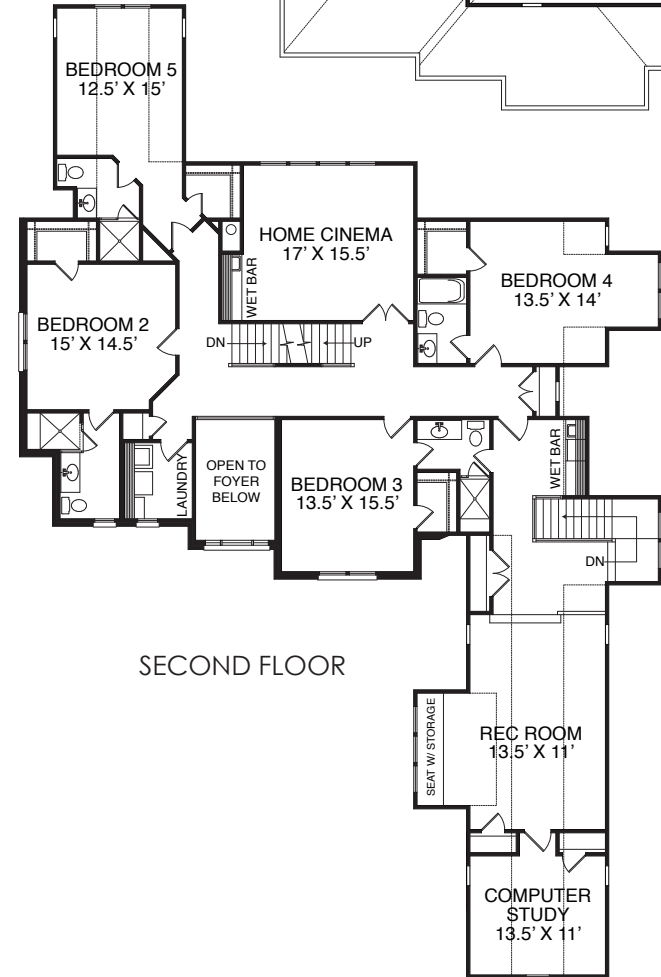 BEDROOM 5
12.5’ X 15’
HOME CINEMA
17’ X 15.5’
WET BAR
BEDROOM 4
13.5’ X 14’
BEDROOM 2
15’ X 14.5’
DN
UP
LAUNDRY
OPEN TO
FOYER
BELOW
BEDROOM 3
13.5’ X 15.5’
WET BAR
DN
SECOND FLOOR
SEAT W/ STORAGE
REC ROOM
13.5’ X 11’
COMPUTER
STUDY
13.5’ X 11’